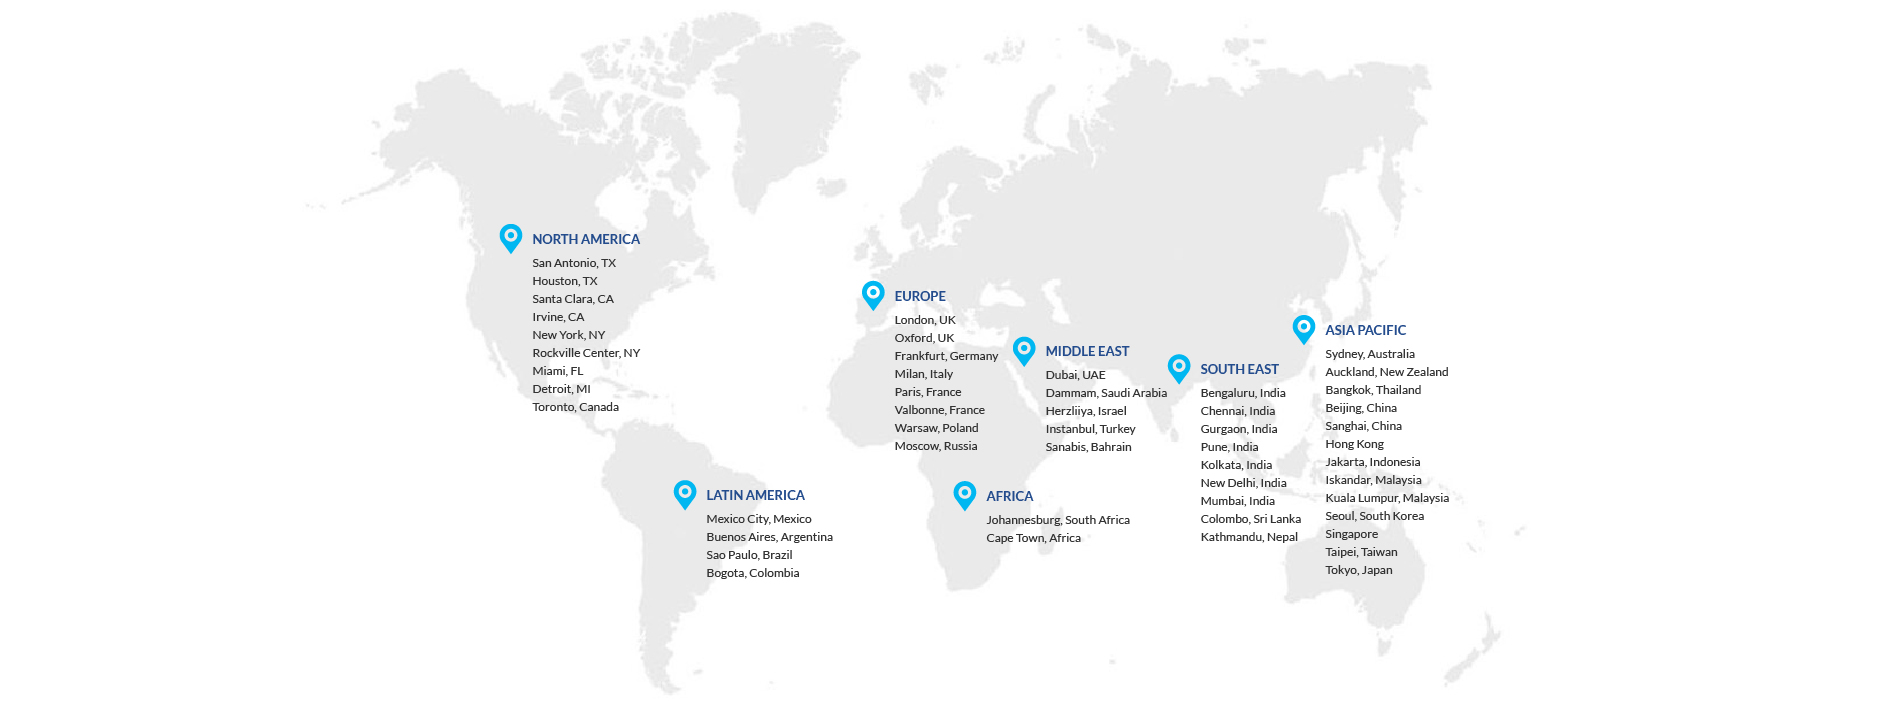 NORTH AMERICA
San Antonio, TX
Houston, TX
Santa Clara, CA
Irvine, CA
New York, NY
Rockville Center, NY
Miami, FL
Detroit, MI
Toronto, Canada
LATIN AMERICA
Mexico City, Mexico
Buenos Aires, Argentina
Sao Paulo, Brazil
Bogota, Colombia
EUROPE
London, UK
Oxford, UK
Frankfurt, Germany
Milan, Italy
Paris, France
Valbonne, France
Warsaw, Poland
Moscow, Russia
AFRICA
Johannesburg, South Africa
Cape Town, Africa
MIDDLE EAST
Dubai, UAE
Dammam, Saudi Arabia
Herzliiya, Israel
Instanbul, Turkey
Sanabis, Bahrain
SOUTH EAST
Bengaluru, India
Chennai, India
Gurgaon, India
Pune, India
Kolkata, India
New Delhi, India
Mumbai, India
Colombo, Sri Lanka
Kathmandu, Nepal
ASIA PACIFIC
Sydney, Australia
Auckland, New Zealand
Bangkok, Thailand
Beijing, China
Sanghai, China
Hong Kong
Jakarta, Indonesia
Iskandar, Malaysia
Kuala Lumpur, Malaysia
Seoul, South Korea
Singapore
Taipei, Taiwan
Tokyo, Japan